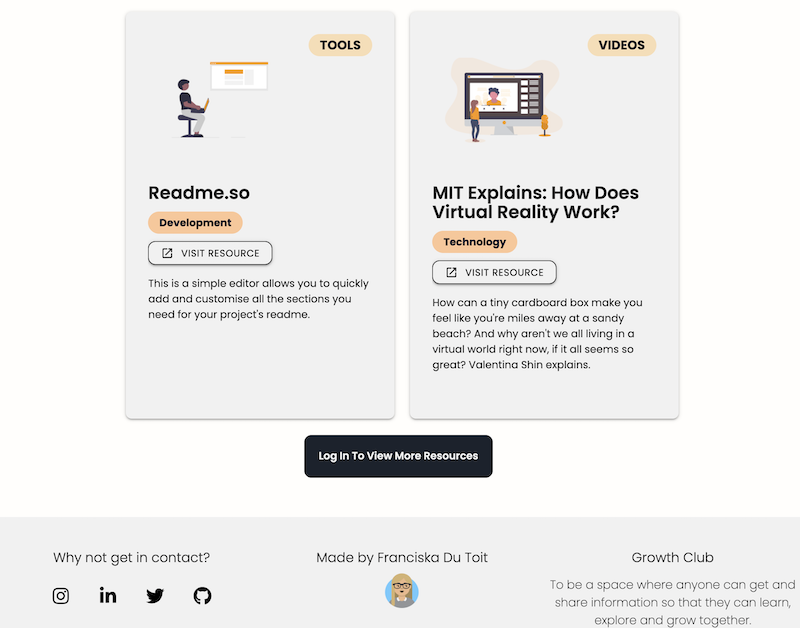 TOOLS
Readme.so
Development
VISIT RESOURCE
This is a simple editor allows you to quickly
add and customise all the sections you
need for your project's readme.
VIDEOS
MIT Explains: How Does
Virtual Reality Work?
Technology
VISIT RESOURCE
How can a tiny cardboard box make you
feel like you're miles away at a sandy
beach? And why aren't we all living in a
virtual world right now, if it all seems so
great? Valentina Shin explains.
Log In To View More Resources
Why not get in contact?
Made by Franciska Du Toit
Growth Club
To be a space where anyone can get and
share information so that they can learn,
explore and grow together.